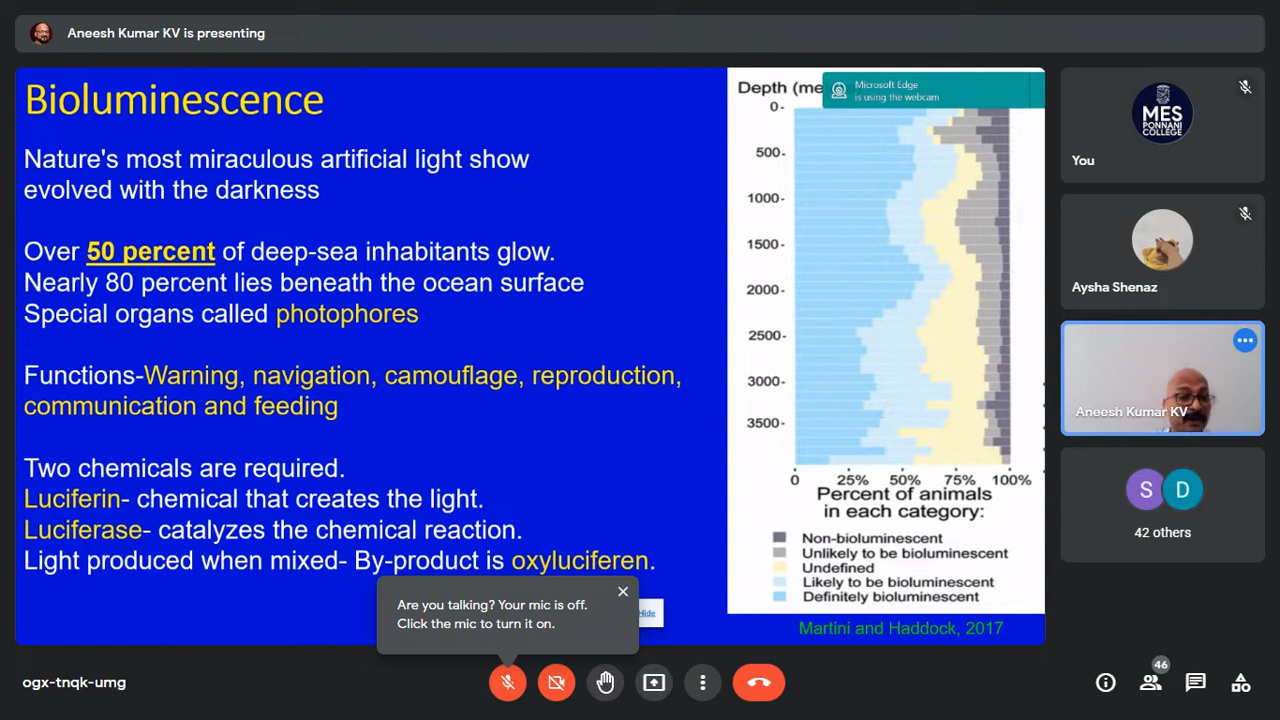 Aneesh Kumar KV is presenting
Bioluminescence
Nature's most miraculous artificial light show
evolved with the darkness
Over 50 percent of deep-sea inhabitants glow.
Nearly 80 percent lies beneath the ocean surface
Special organs called photophores
Functions-Warning, navigation, camouflage, reproduction,
communication and feeding
Two chemicals are required.
Luciferin- chemical that creates the light.
Luciferase- catalyzes the chemical reaction.
Light produced when mixed- By-product is oxyluciferen.
Hide
Depth (me
Microsoft Edge
is using the webcam
0-
500-
1000-
1500-
2000-
2500-
3000-
3500-
0 25% 50% 75% 100%
Percent of animals
in each category:
Non-bioluminescent
Unlikely to be bioluminescent
Undefined
Likely to be bioluminescent
Definitely bioluminescent
Martini and Haddock, 2017
MES
PONNANI
COLLEGE
You
Aysha Shenaz
Aneesh Kumar KV
S D
42 others
Are you talking? Your mic is off.
Click the mic to turn it on.
ogx-tnqk-umg
46